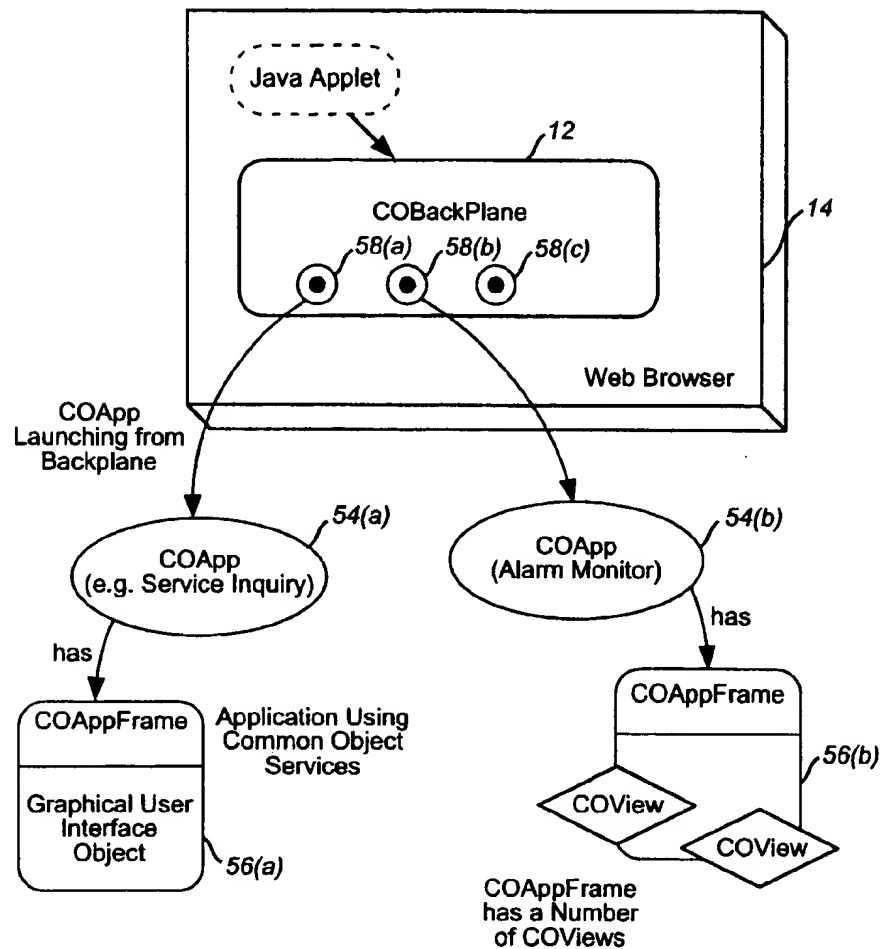 Java Applet
12
COBackPlane
14
58(a)
58(b)
58(c)
Web Browser
COApp
Launching from
Backplane
54(a)
COApp
(e.g. Service Inquiry)
54(b)
COApp
(Alarm Monitor)
has
has
COAppFrame
Graphical User
Interface
Object
56(a)
Application Using
Common Object
Services
COAppFrame
56(b)
COView
COView
COAppFrame
has a Number
of COViews